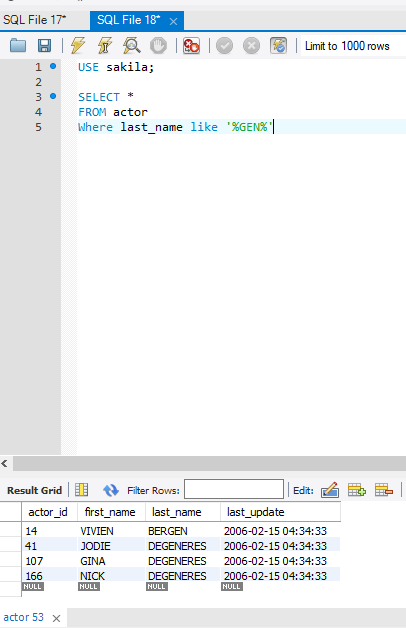 SQL File 17* SQL File 18* ×
Limit to 1000 rows
1 USE sakila;
2
3 SELECT *
4 FROM actor
5 Where last_name like '%GEN%'
Result Grid Filter Rows: Edit:
actor_id first_name last_name last_update
14 VIVIEN BERGEN 2006-02-15 04:34:33
41 JODIE DEGENERES 2006-02-15 04:34:33
107 GINA DEGENERES 2006-02-15 04:34:33
166 NICK DEGENERES 2006-02-15 04:34:33
NULL NULL NULL NULL
actor 53 ×